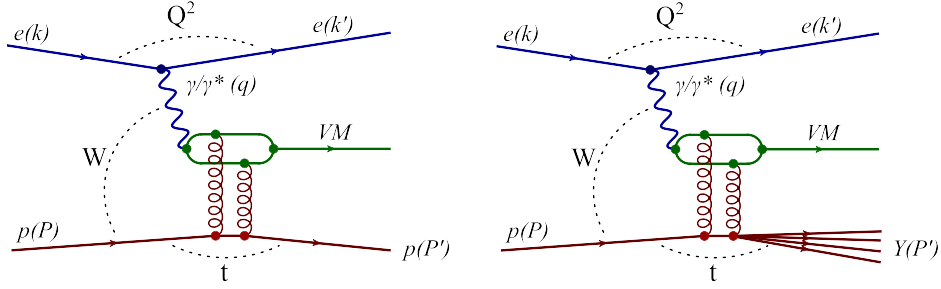 Q²
e(k)
e(k')
γ/γ* (q)
VM
W
p(P)
p(P')
t
Q²
e(k)
e(k')
γ/γ* (q)
VM
W
p(P)
Y(P')
t